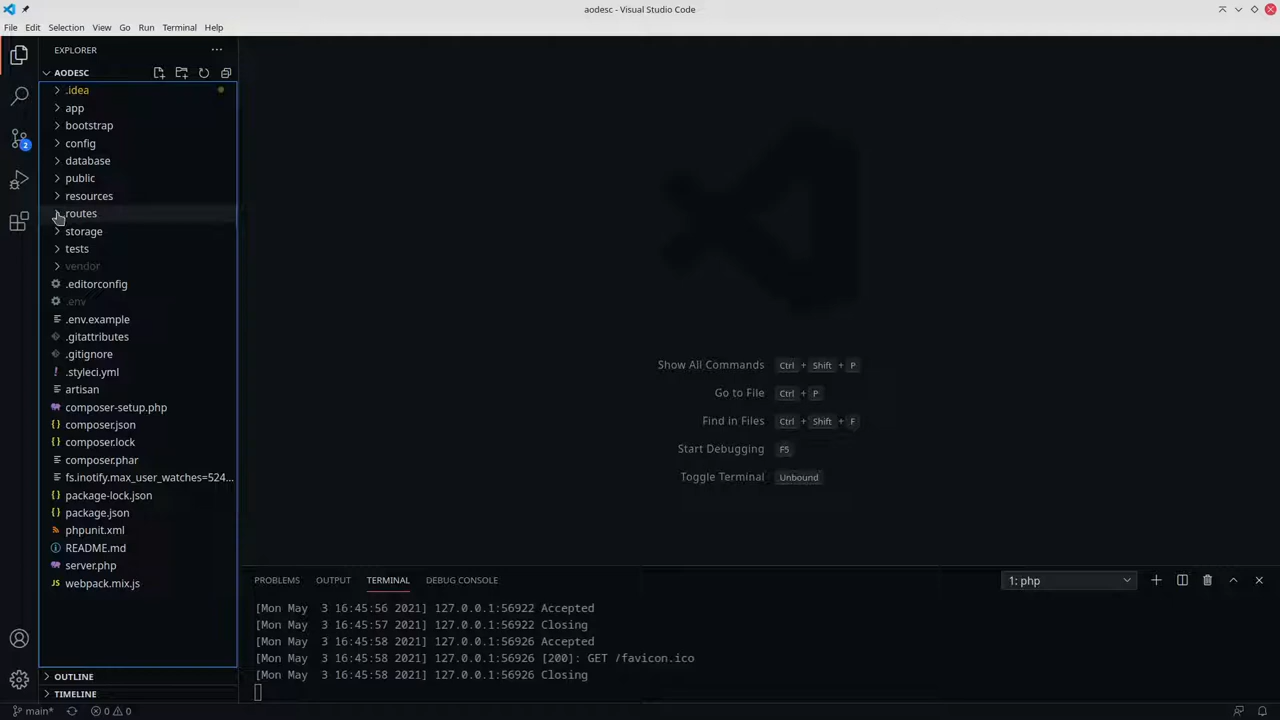 aodesc - Visual Studio Code
File Edit Selection View Go Run Terminal Help
EXPLORER
AODESC
.idea
app
bootstrap
config
database
public
resources
routes
storage
tests
vendor
.editorconfig
.env
.env.example
.gitattributes
.gitignore
.styleci.yml
artisan
composer-setup.php
composer.json
composer.lock
composer.phar
fs.inotify.max_user_watches=524...
package-lock.json
package.json
phpunit.xml
README.md
server.php
webpack.mix.js
OUTLINE
TIMELINE
2
Show All Commands Ctrl + Shift + P
Go to File Ctrl + P
Find in Files Ctrl + Shift + F
Start Debugging F5
Toggle Terminal Unbound
PROBLEMS OUTPUT TERMINAL DEBUG CONSOLE 1: php
[Mon May  3 16:45:56 2021] 127.0.0.1:56922 Accepted
[Mon May  3 16:45:57 2021] 127.0.0.1:56922 Closing
[Mon May  3 16:45:58 2021] 127.0.0.1:56926 Accepted
[Mon May  3 16:45:58 2021] 127.0.0.1:56926 [200]: GET /favicon.ico
[Mon May  3 16:45:58 2021] 127.0.0.1:56926 Closing
main* 0 0